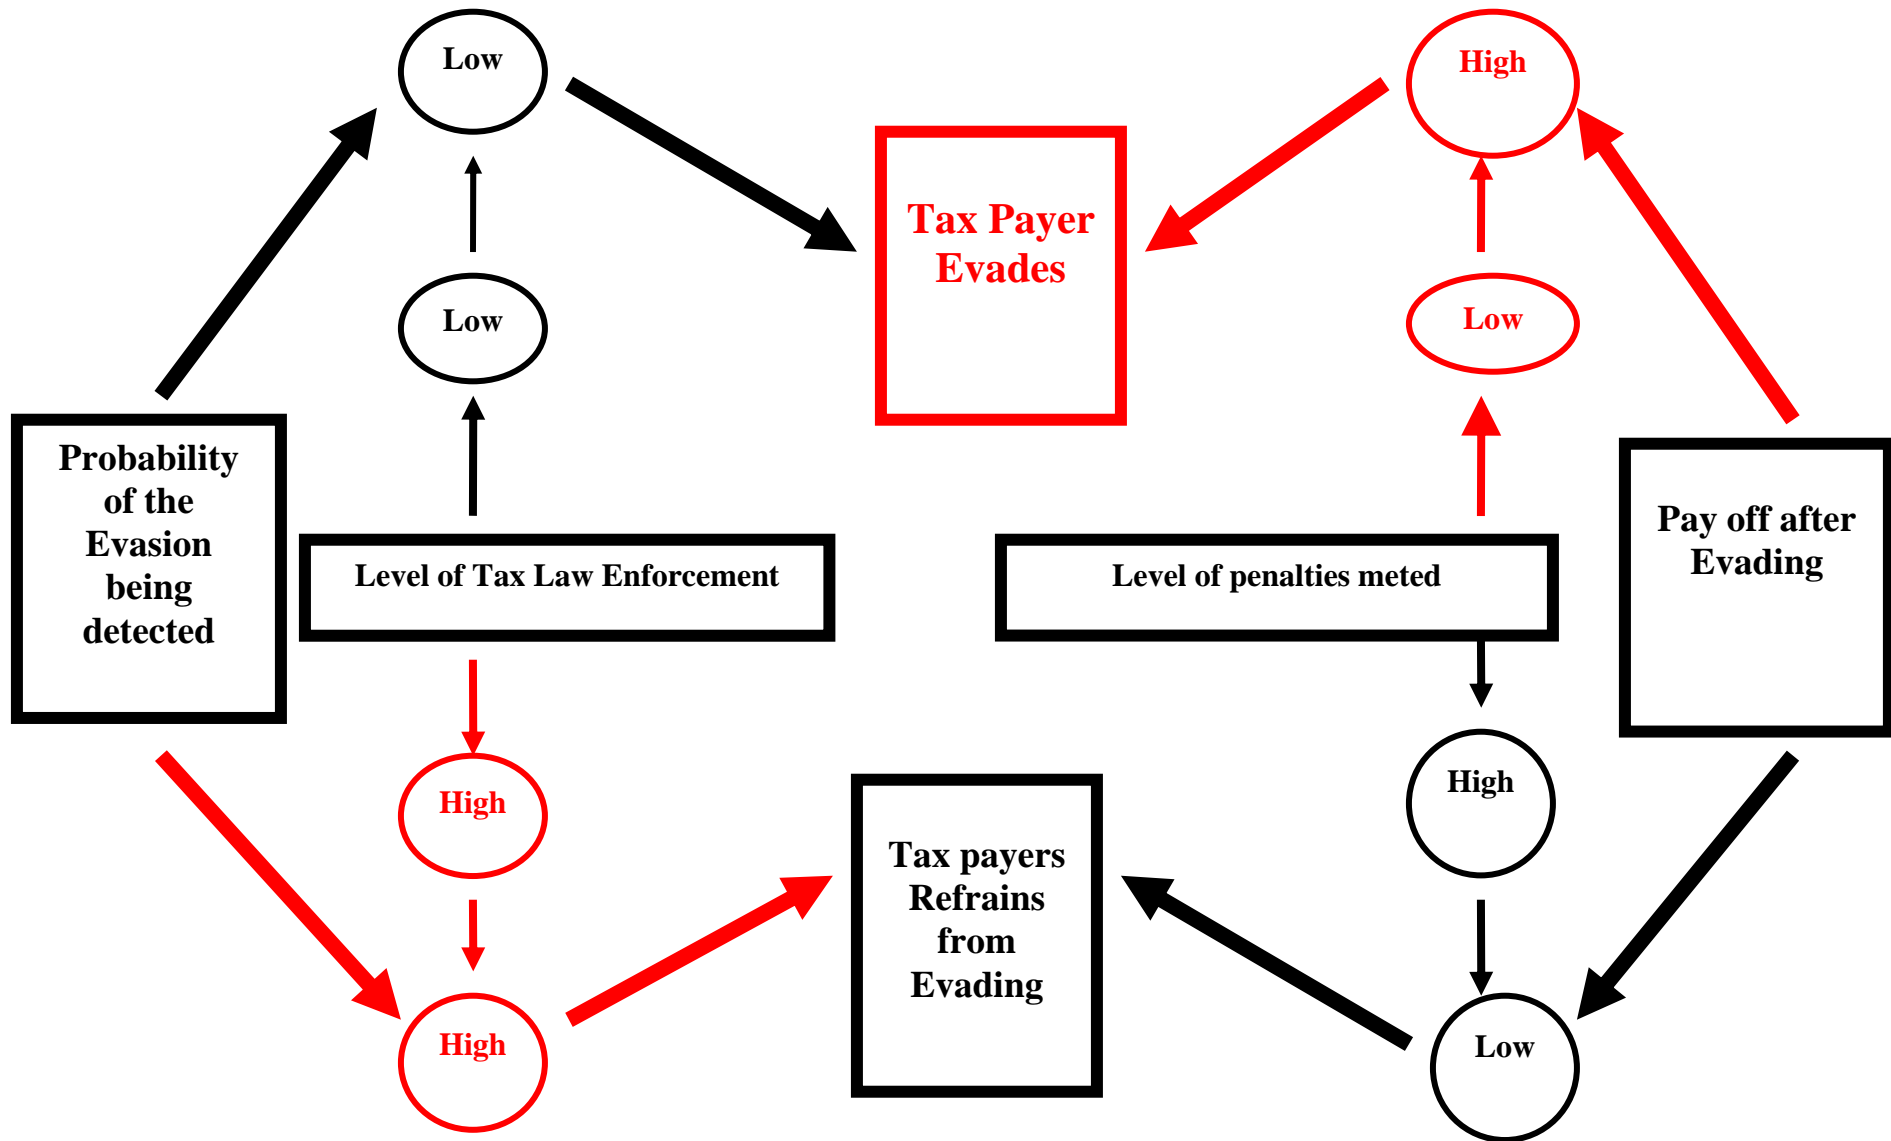 Low
High
Tax Payer
Evades
Low
Low
Probability
of the
Evasion
being
detected
Level of Tax Law Enforcement
Level of penalties meted
Pay off after
Evading
High
High
Tax payers
Refrains
from
Evading
High
Low